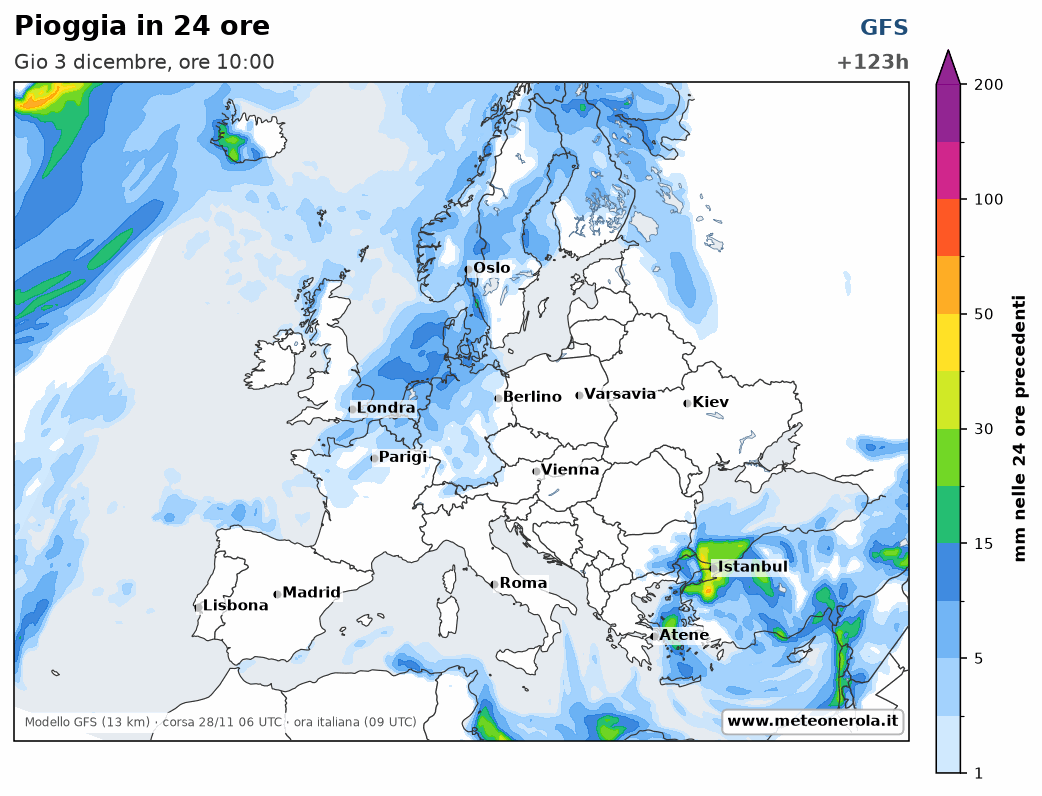 Pioggia in 24 ore
GFS
Gio 3 dicembre, ore 10:00
+123h
200
100
50
30
15
5
1
mm nelle 24 ore precedenti
Oslo
Londra
Berlino
Varsavia
Kiev
Parigi
Vienna
Istanbul
Roma
Madrid
Lisbona
Atene
Modello GFS (13 km) · corsa 28/11 06 UTC · ora italiana (09 UTC)
www.meteonerola.it